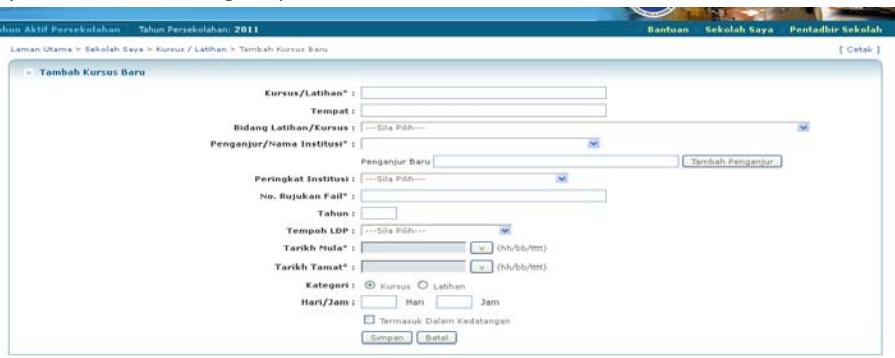 ahun Aktif Persekolahan Tahun Persekolahan: 2011 Bantuan Sekolah Saya Pentadbir Sekolah
Laman Utama > Sekolah Saya > Kursus / Latihan > Tambah Kursus Baru [ Cetak ]
Tambah Kursus Baru
Kursus/Latihan* :
Tempat :
Bidang Latihan/Kursus : ---Sila Pilih---
Penganjur/Nama Institusi* :
Penganjur Baru Tambah Penganjur
Peringkat Institusi : ---Sila Pilih---
No. Rujukan Fail* :
Tahun :
Tempoh LDP : ---Sila Pilih---
Tarikh Mula* : v (hh/bb/tttt)
Tarikh Tamat* : v (hh/bb/tttt)
Kategori : Kursus Latihan
Hari/Jam : Hari Jam
Termasuk Dalam Kedatangan
Simpan Batal